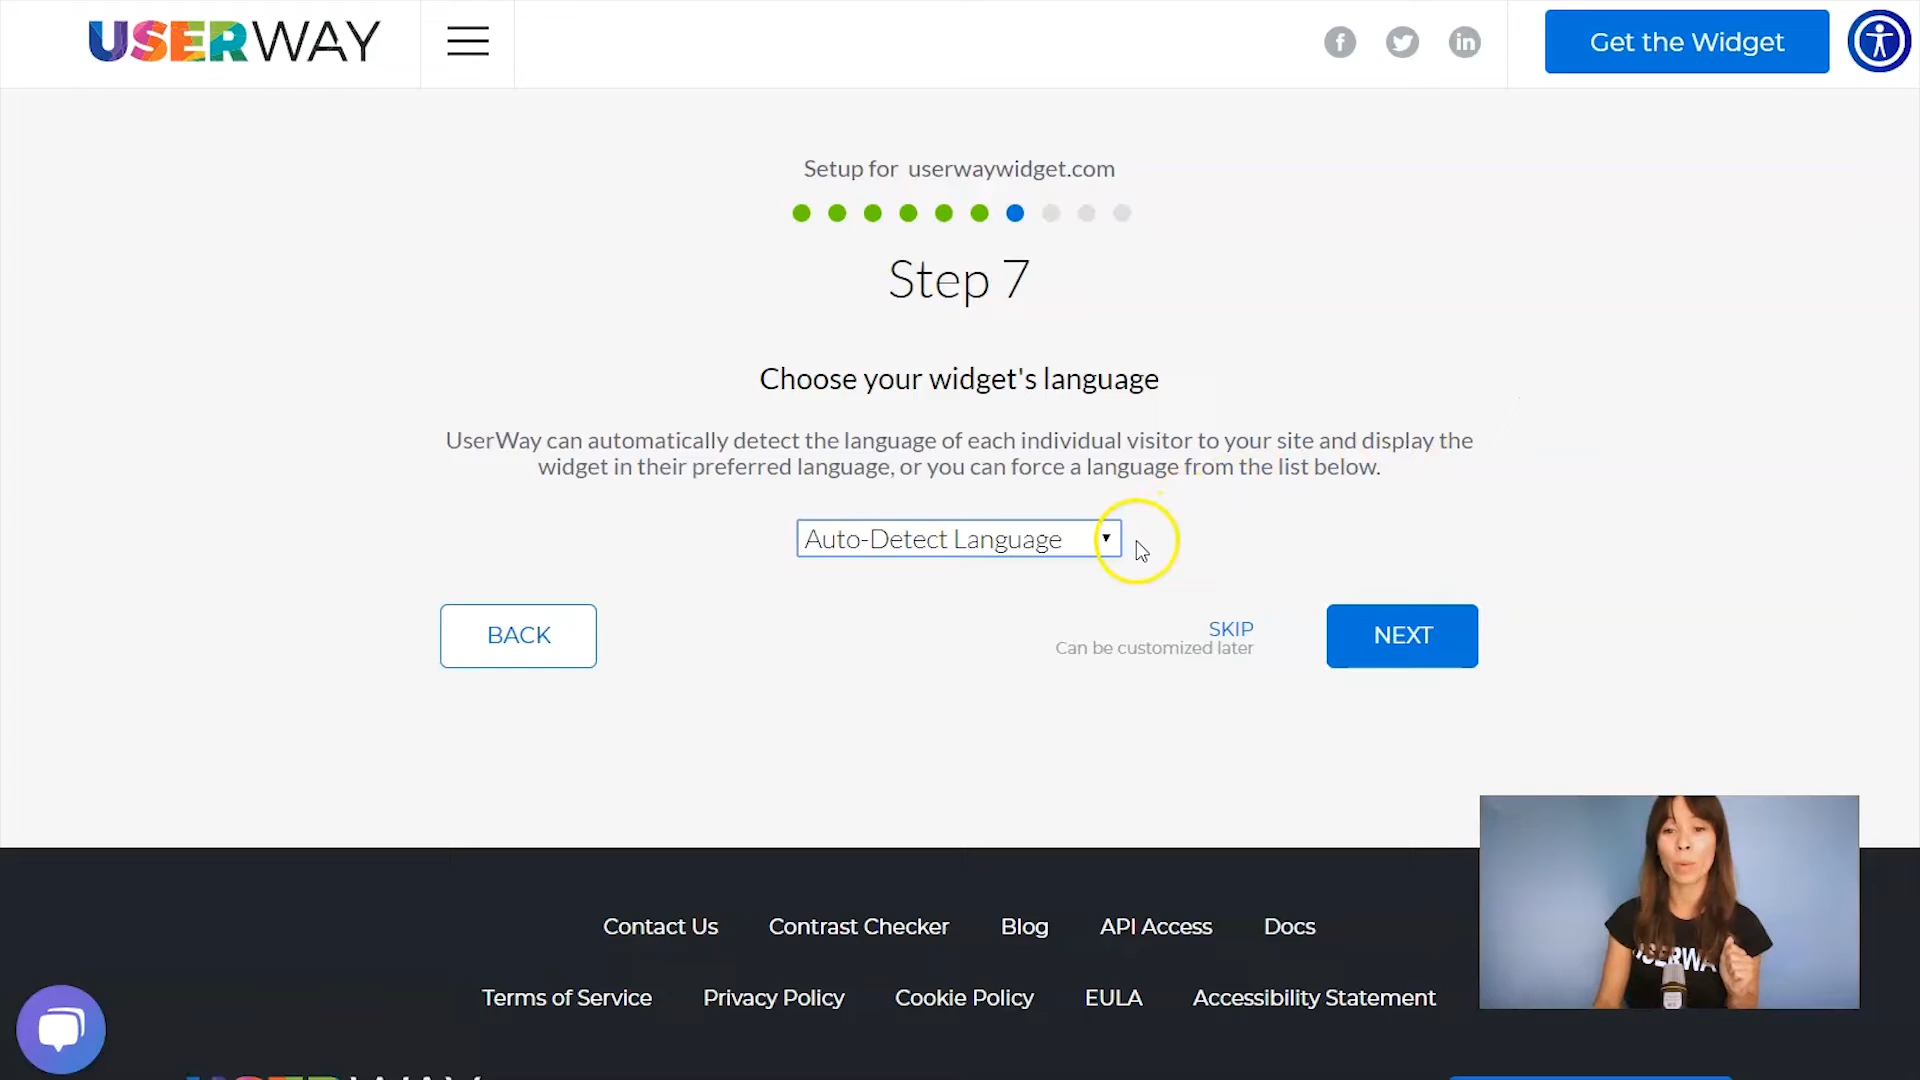 USERWAY
Get the Widget
Setup for userwaywidget.com
Step 7
Choose your widget's language
UserWay can automatically detect the language of each individual visitor to your site and display the
widget in their preferred language, or you can force a language from the list below.
Auto-Detect Language
BACK
SKIP
Can be customized later
NEXT
Contact Us
Contrast Checker
Blog
API Access
Docs
Terms of Service
Privacy Policy
Cookie Policy
EULA
Accessibility Statement